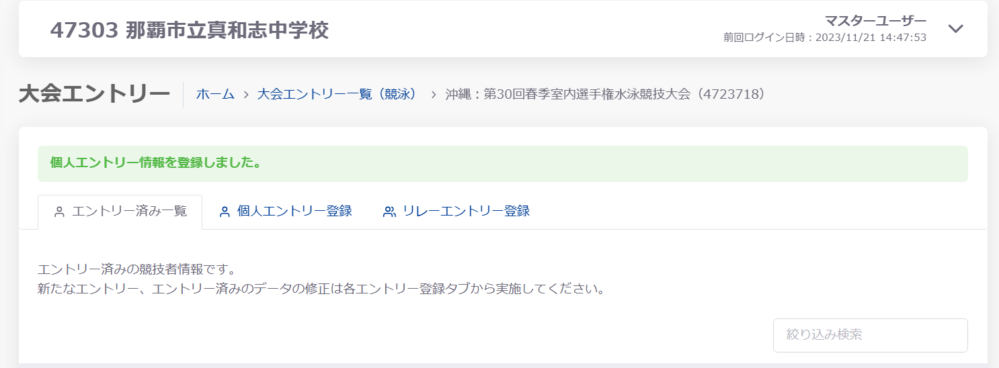 47303 那覇市立真和志中学校
マスターユーザー
前回ログイン日時：2023/11/21 14:47:53
大会エントリー
ホーム > 大会エントリー一覧（競泳） > 沖縄：第30回春季室内選手権水泳競技大会（4723718）
個人エントリー情報を登録しました。
エントリー済み一覧 個人エントリー登録 リレーエントリー登録
エントリー済みの競技者情報です。
新たなエントリー、エントリー済みのデータの修正は各エントリー登録タブから実施してください。
絞り込み検索